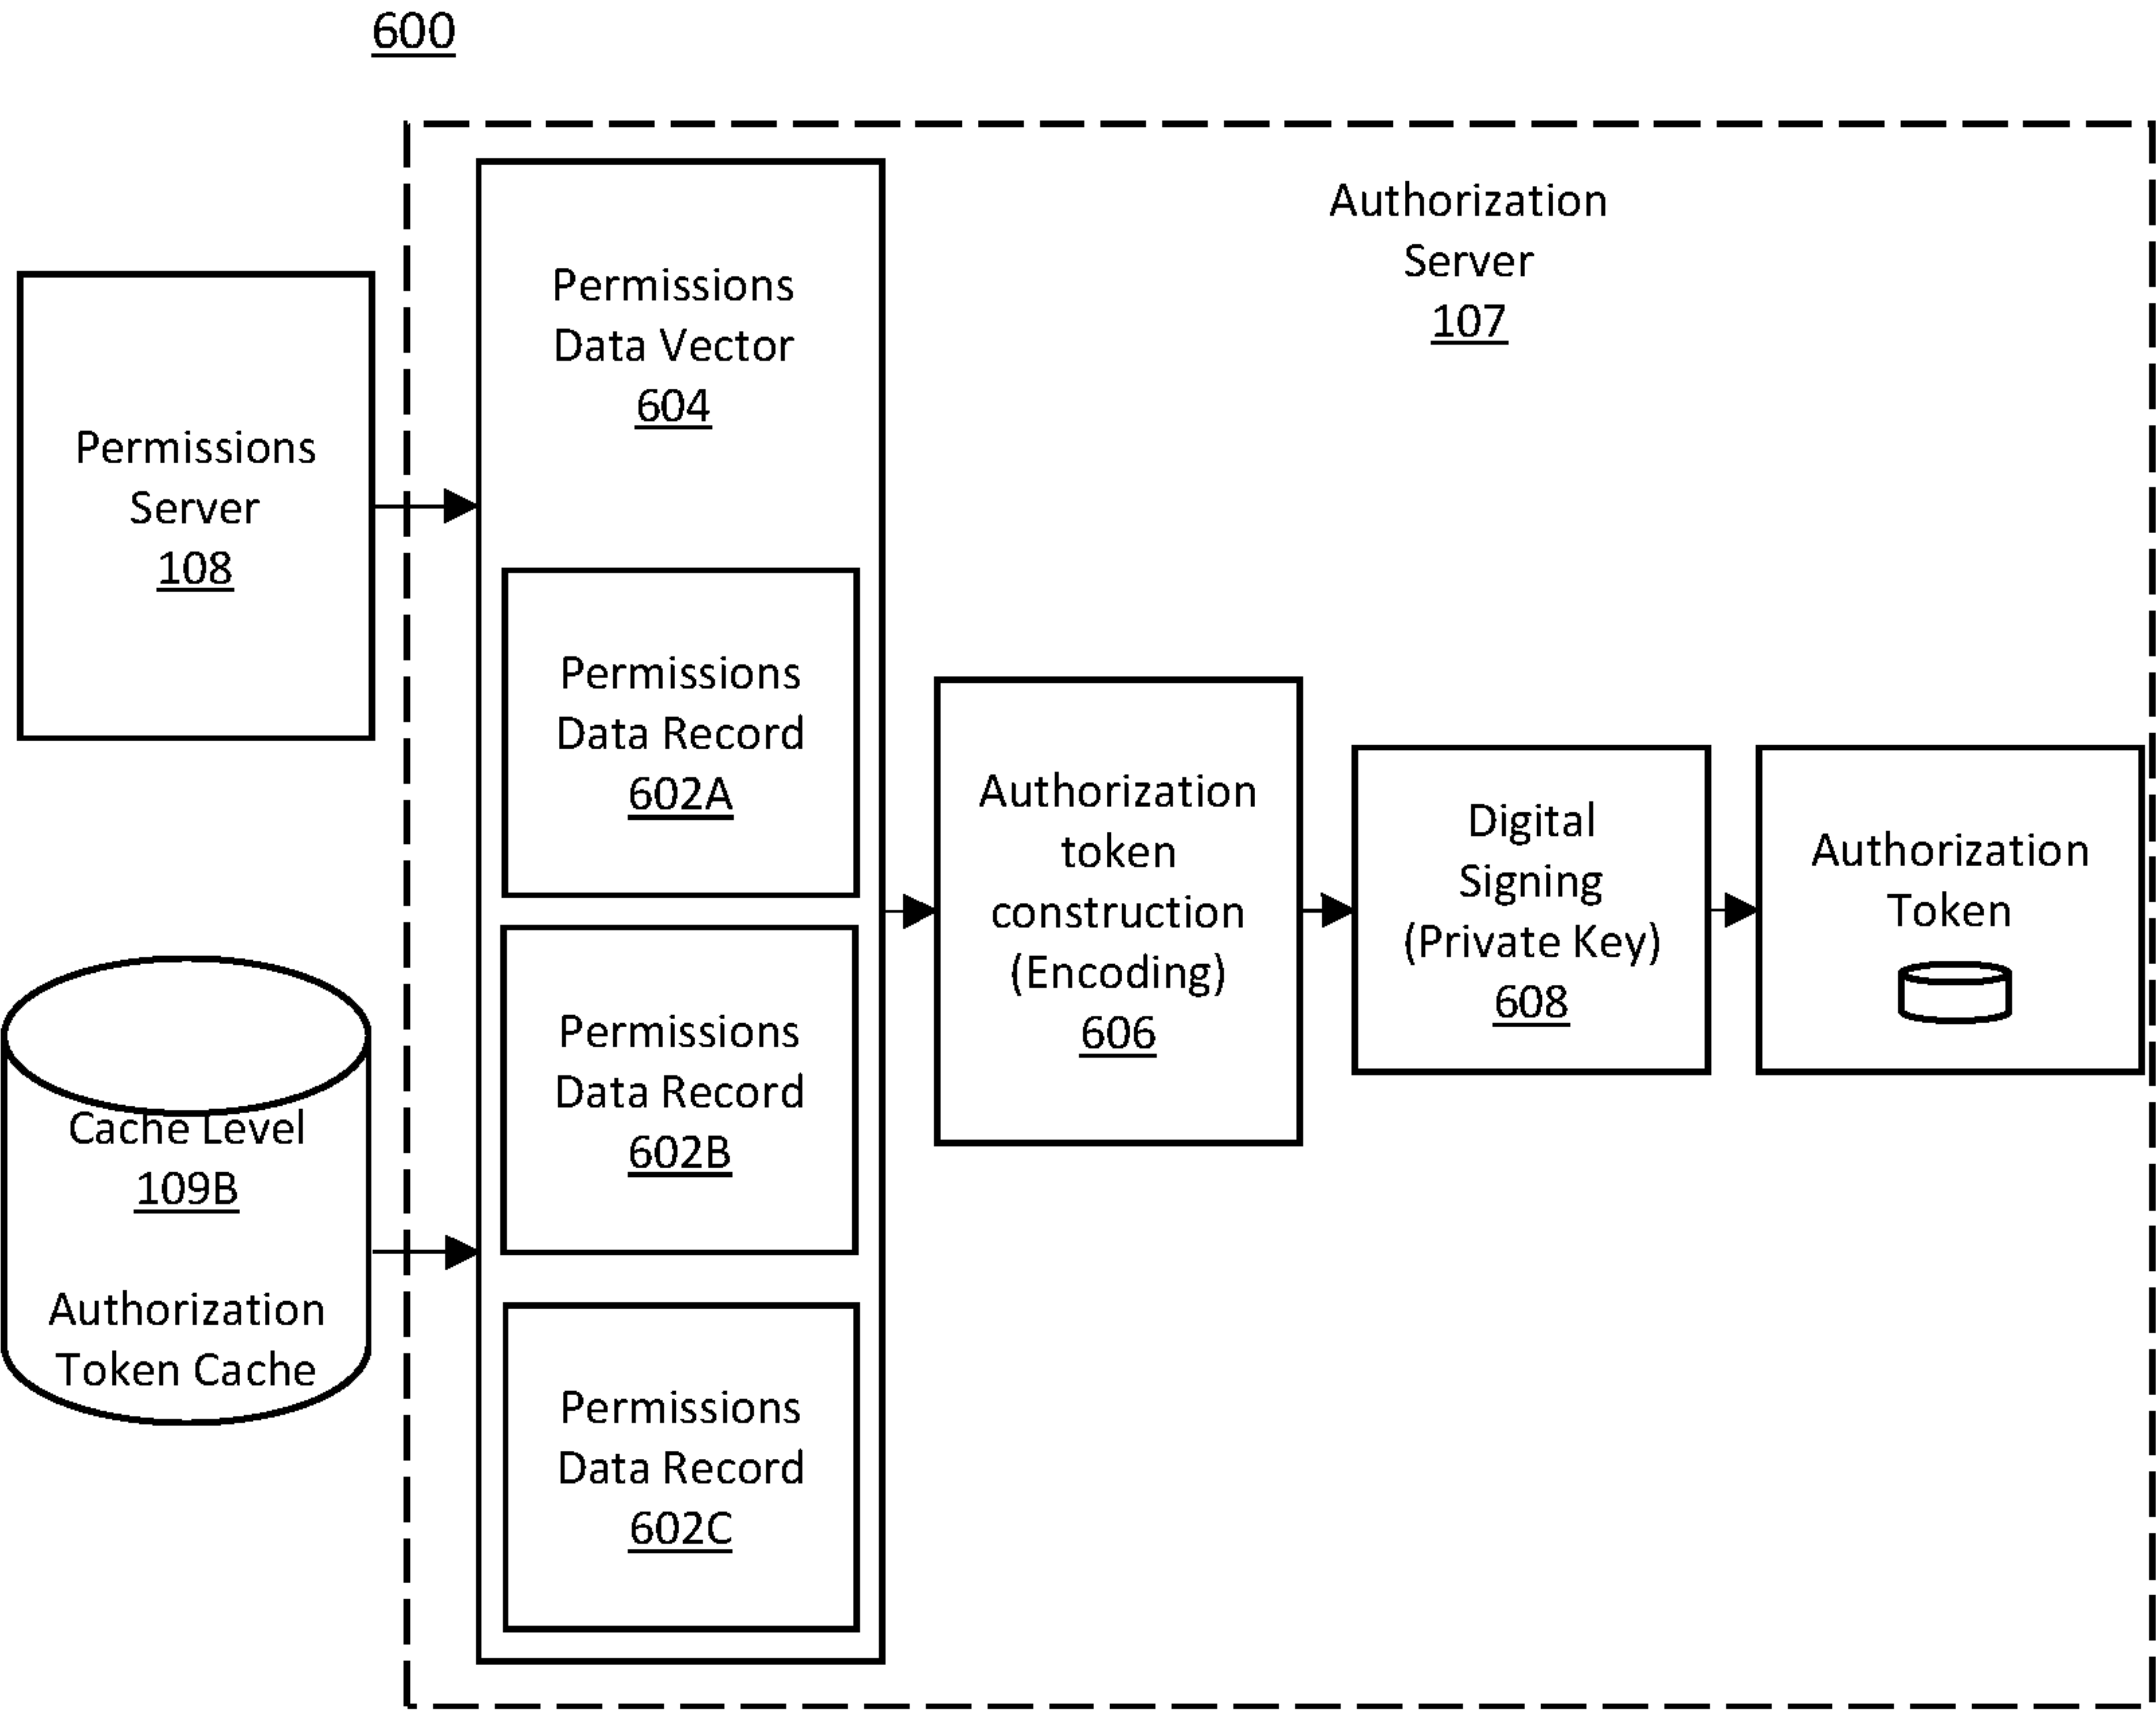 600
Authorization
Server
107
Permissions
Server
108
Permissions
Data Vector
604
Permissions
Data Record
602A
Permissions
Data Record
602B
Permissions
Data Record
602C
Cache Level
109B
Authorization
Token Cache
Authorization
token
construction
(Encoding)
606
Digital
Signing
(Private Key)
608
Authorization
Token